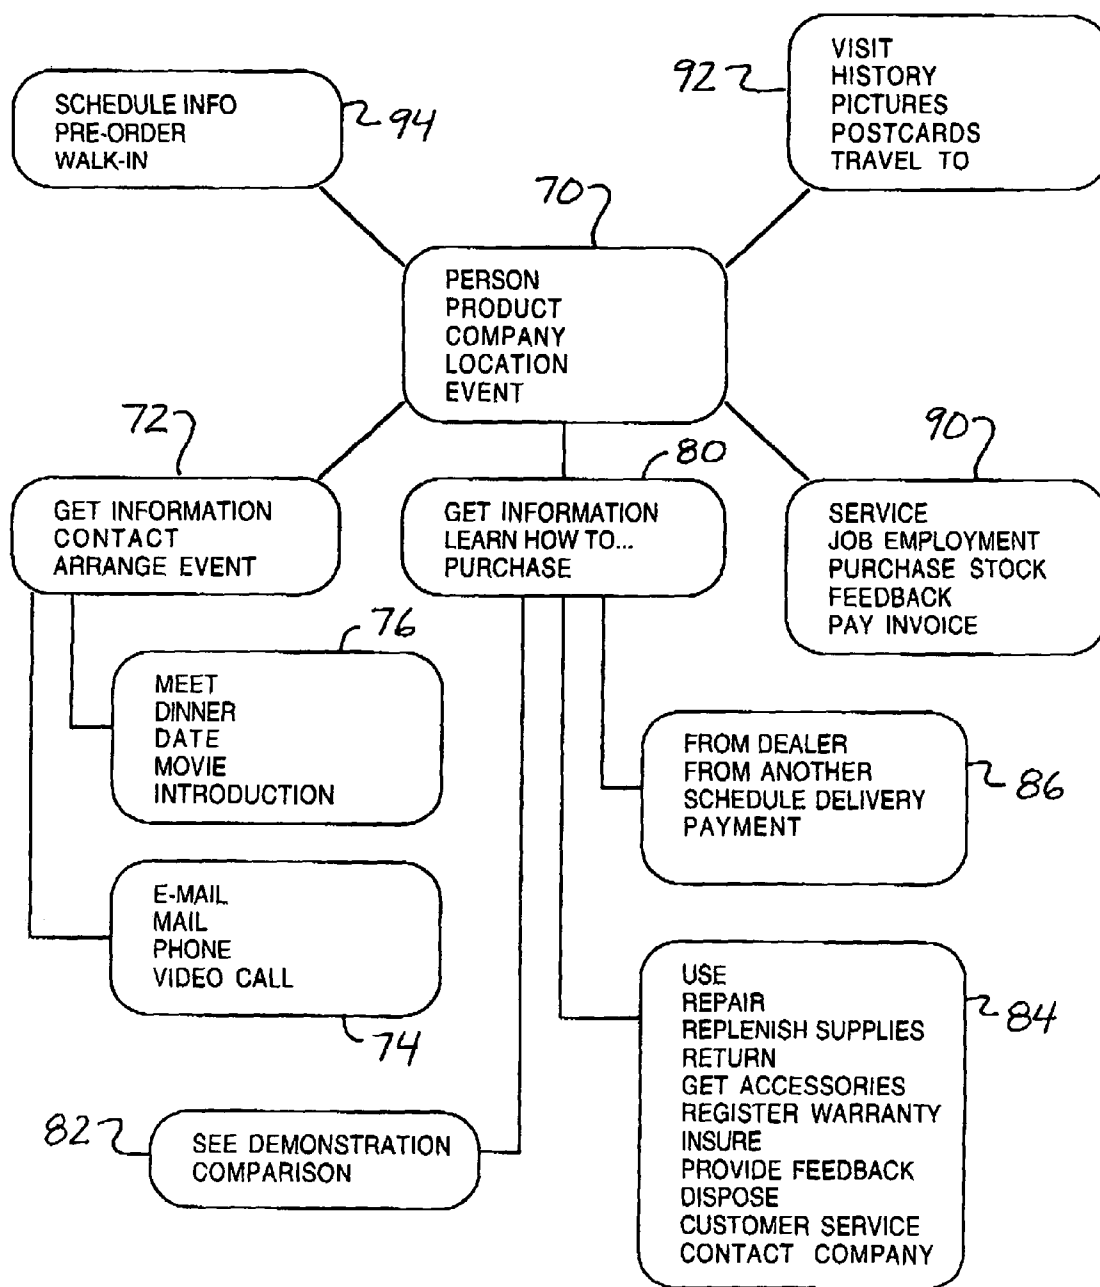 SCHEDULE INFO
PRE-ORDER
WALK-IN
94
92
VISIT
HISTORY
PICTURES
POSTCARDS
TRAVEL TO
70
PERSON
PRODUCT
COMPANY
LOCATION
EVENT
72
GET INFORMATION
CONTACT
ARRANGE EVENT
80
GET INFORMATION
LEARN HOW TO...
PURCHASE
90
SERVICE
JOB EMPLOYMENT
PURCHASE STOCK
FEEDBACK
PAY INVOICE
76
MEET
DINNER
DATE
MOVIE
INTRODUCTION
FROM DEALER
FROM ANOTHER
SCHEDULE DELIVERY
PAYMENT
86
E-MAIL
MAIL
PHONE
VIDEO CALL
74
USE
REPAIR
REPLENISH SUPPLIES
RETURN
GET ACCESSORIES
REGISTER WARRANTY
INSURE
PROVIDE FEEDBACK
DISPOSE
CUSTOMER SERVICE
CONTACT COMPANY
84
82
SEE DEMONSTRATION
COMPARISON